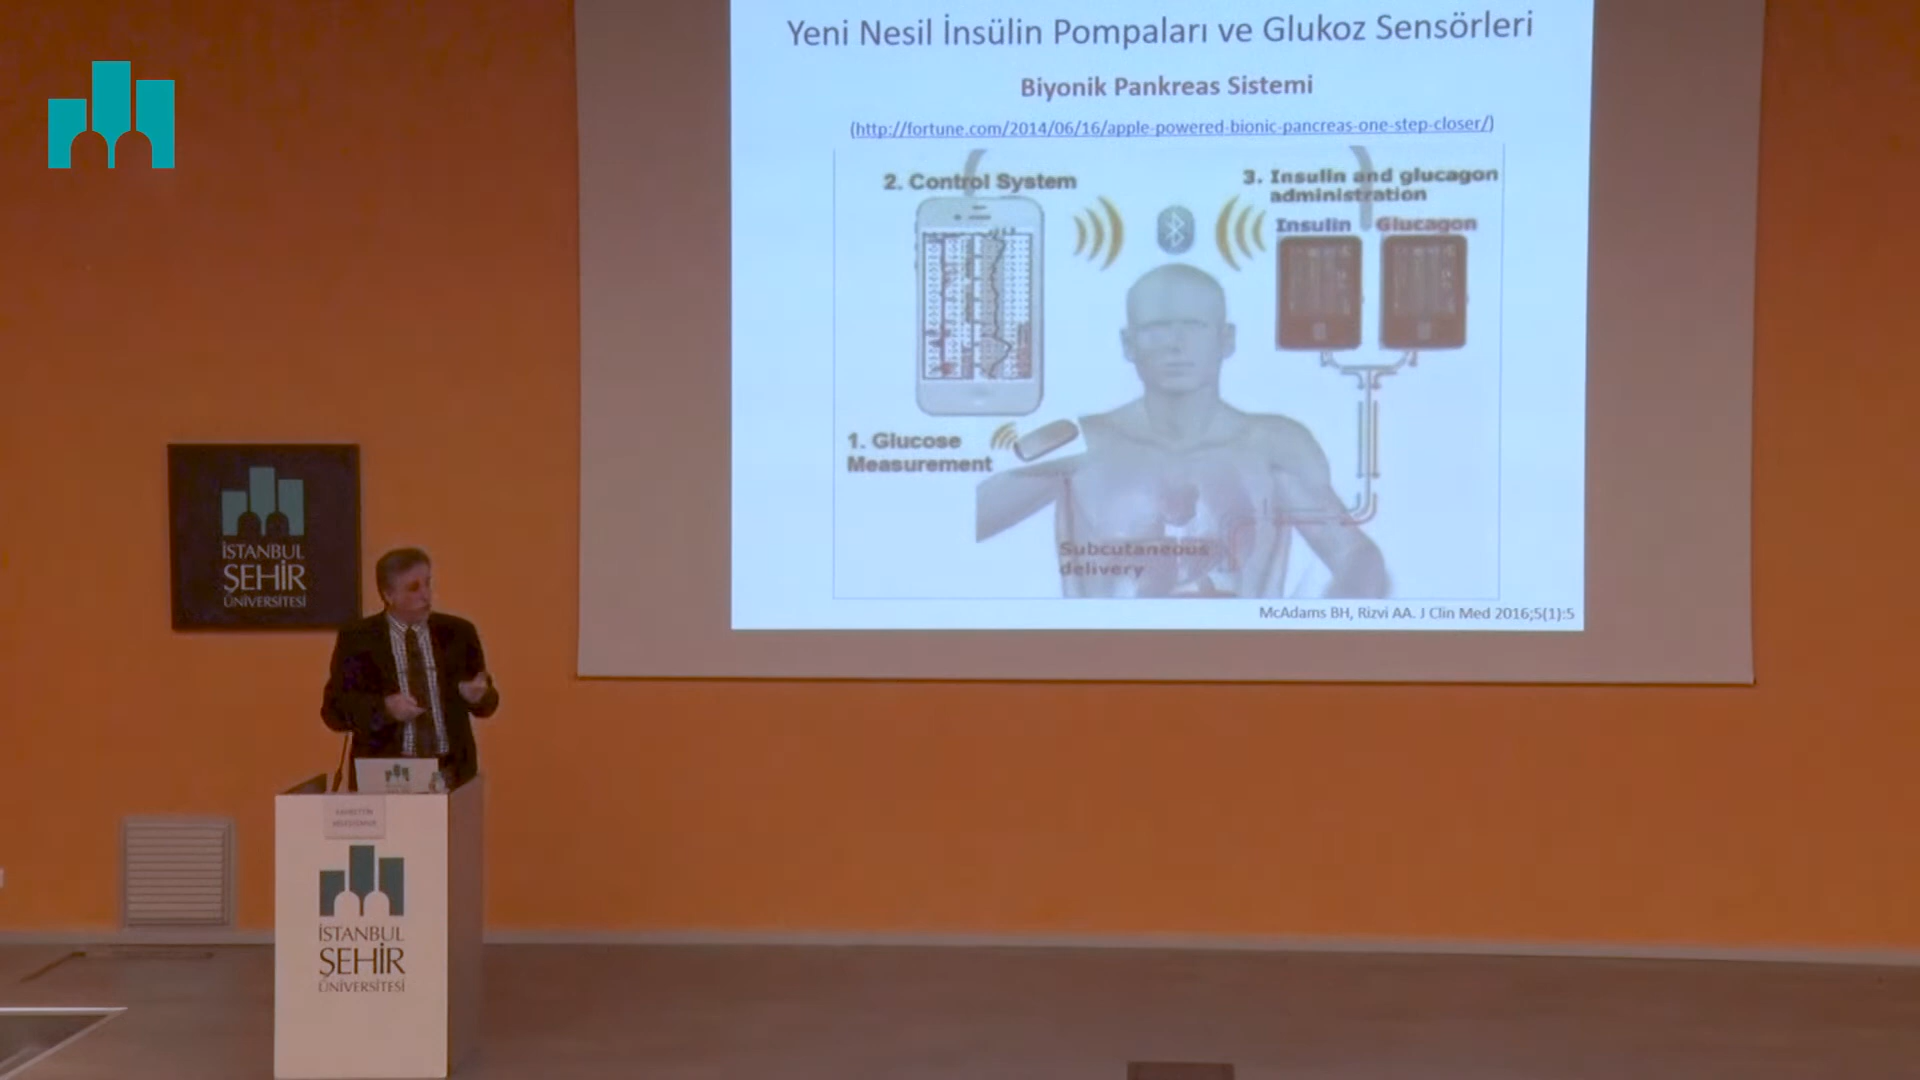 Yeni Nesil İnsülin Pompaları ve Glukoz Sensörleri
Biyonik Pankreas Sistemi
(http://fortune.com/2014/06/16/apple-powered-bionic-pancreas-one-step-closer/)
2. Control System
3. Insulin and glucagon
administration
Insulin
Glucagon
1. Glucose
Measurement
Subcutaneous
delivery
McAdams BH, Rizvi AA. J Clin Med 2016;5(1):5
İSTANBUL
ŞEHİR
ÜNİVERSİTESİ
İSTANBUL
ŞEHİR
ÜNİVERSİTESİ